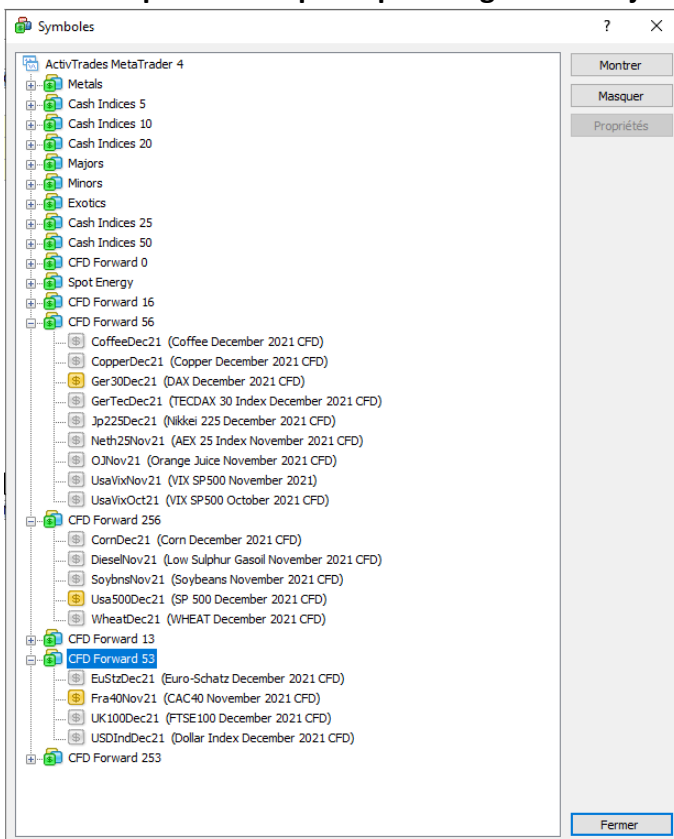 Symboles
? ×
ActivTrades MetaTrader 4
Montrer
Metals
Masquer
Cash Indices 5
Cash Indices 10
Propriétés
Cash Indices 20
Majors
Minors
Exotics
Cash Indices 25
Cash Indices 50
CFD Forward 0
Spot Energy
CFD Forward 16
CFD Forward 56
CoffeeDec21 (Coffee December 2021 CFD)
CopperDec21 (Copper December 2021 CFD)
Ger30Dec21 (DAX December 2021 CFD)
GerTecDec21 (TECDAX 30 Index December 2021 CFD)
Jp225Dec21 (Nikkei 225 December 2021 CFD)
Neth25Nov21 (AEX 25 Index November 2021 CFD)
OJNov21 (Orange Juice November 2021 CFD)
UsaVixNov21 (VIX SP500 November 2021)
UsaVixOct21 (VIX SP500 October 2021 CFD)
CFD Forward 256
CornDec21 (Corn December 2021 CFD)
DieselNov21 (Low Sulphur Gasoil November 2021 CFD)
SoybnsNov21 (Soybeans November 2021 CFD)
Usa500Dec21 (SP 500 December 2021 CFD)
WheatDec21 (WHEAT December 2021 CFD)
CFD Forward 13
CFD Forward 53
EuStzDec21 (Euro-Schatz December 2021 CFD)
Fra40Nov21 (CAC40 November 2021 CFD)
UK100Dec21 (FTSE100 December 2021 CFD)
USDIndDec21 (Dollar Index December 2021 CFD)
CFD Forward 253
Fermer